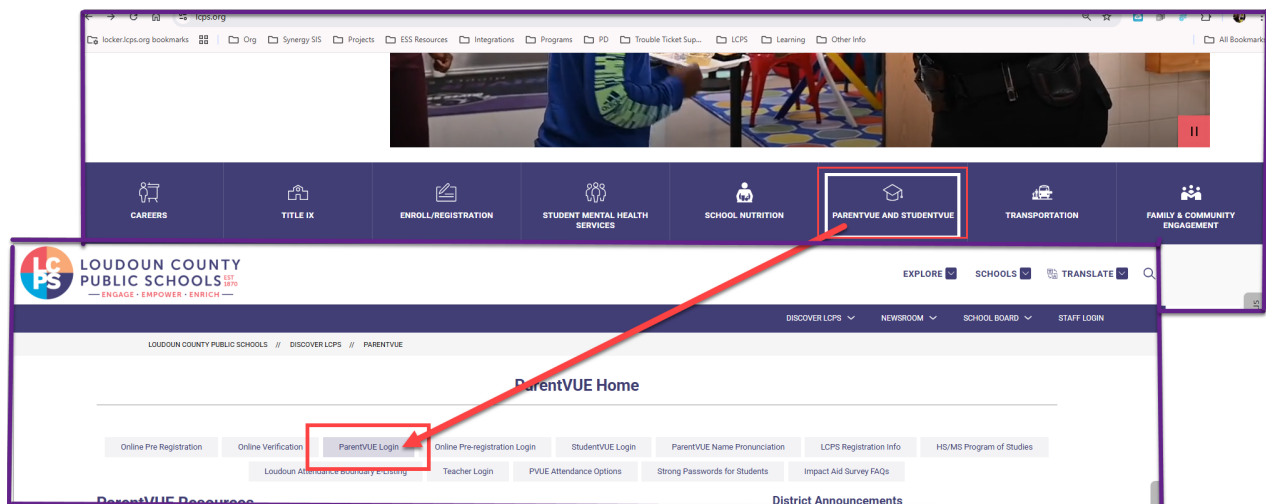 lcps.org
locker.lcps.org bookmarks Org Synergy SIS Projects ESS Resources Integrations Programs PD Trouble Ticket Sup... LCPS Learning Other Info All Bookmarks
CAREERS TITLE IX ENROLL/REGISTRATION STUDENT MENTAL HEALTH SERVICES SCHOOL NUTRITION PARENTVUE AND STUDENTVUE TRANSPORTATION FAMILY & COMMUNITY ENGAGEMENT
LC
PS
LOUDOUN COUNTY
PUBLIC SCHOOLS EST 1870
ENGAGE · EMPOWER · ENRICH
EXPLORE SCHOOLS TRANSLATE
DISCOVER LCPS NEWSROOM SCHOOL BOARD STAFF LOGIN
LOUDOUN COUNTY PUBLIC SCHOOLS // DISCOVER LCPS // PARENTVUE
ParentVUE Home
Online Pre Registration Online Verification ParentVUE Login Online Pre-registration Login StudentVUE Login ParentVUE Name Pronunciation LCPS Registration Info HS/MS Program of Studies
Loudoun Attendance Boundary E-Listing Teacher Login PVUE Attendance Options Strong Passwords for Students Impact Aid Survey FAQs
ParentVUE Resources District Announcements